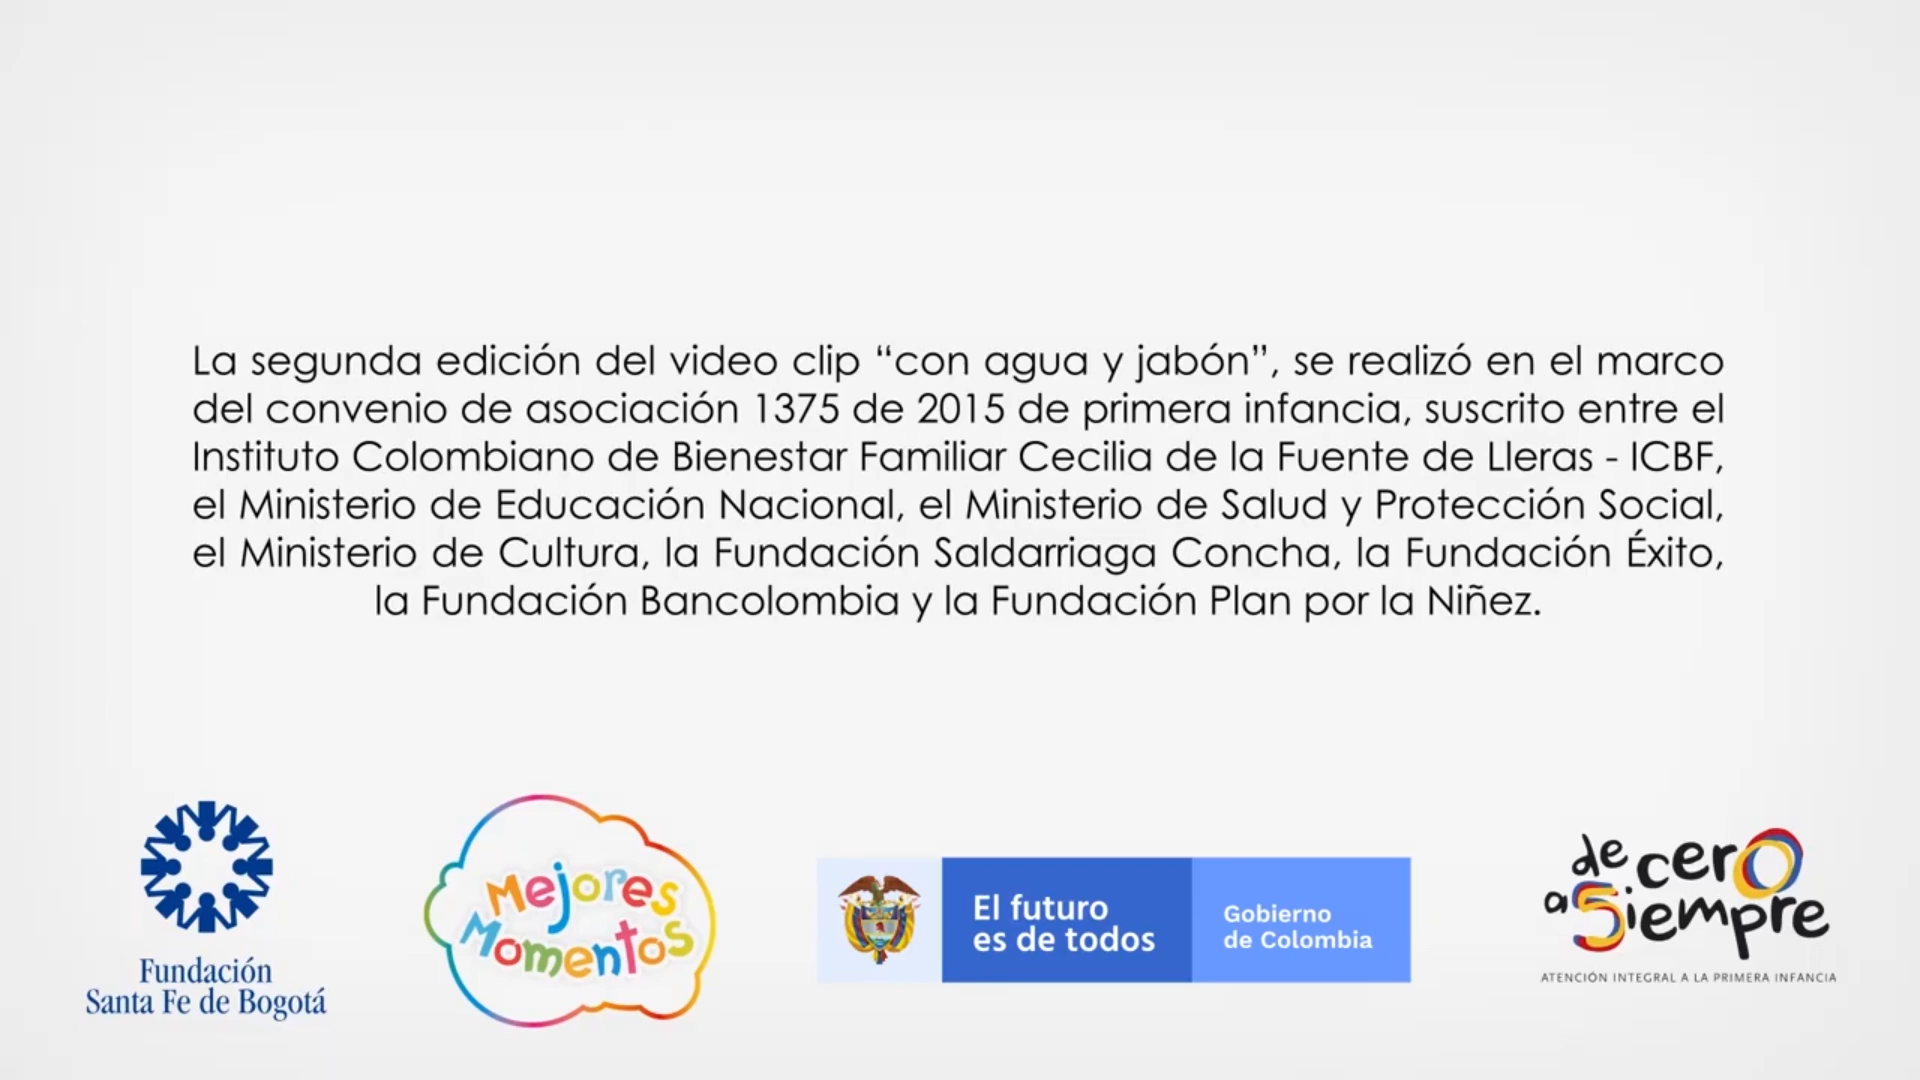 La segunda edición del video clip “con agua y jabón”, se realizó en el marco
del convenio de asociación 1375 de 2015 de primera infancia, suscrito entre el
Instituto Colombiano de Bienestar Familiar Cecilia de la Fuente de Lleras - ICBF,
el Ministerio de Educación Nacional, el Ministerio de Salud y Protección Social,
el Ministerio de Cultura, la Fundación Saldarriaga Concha, la Fundación Éxito,
la Fundación Bancolombia y la Fundación Plan por la Niñez.
Fundación
Santa Fe de Bogotá
Mejores
Momentos
El futuro
es de todos
Gobierno
de Colombia
de cero
a Siempre
ATENCIÓN INTEGRAL A LA PRIMERA INFANCIA